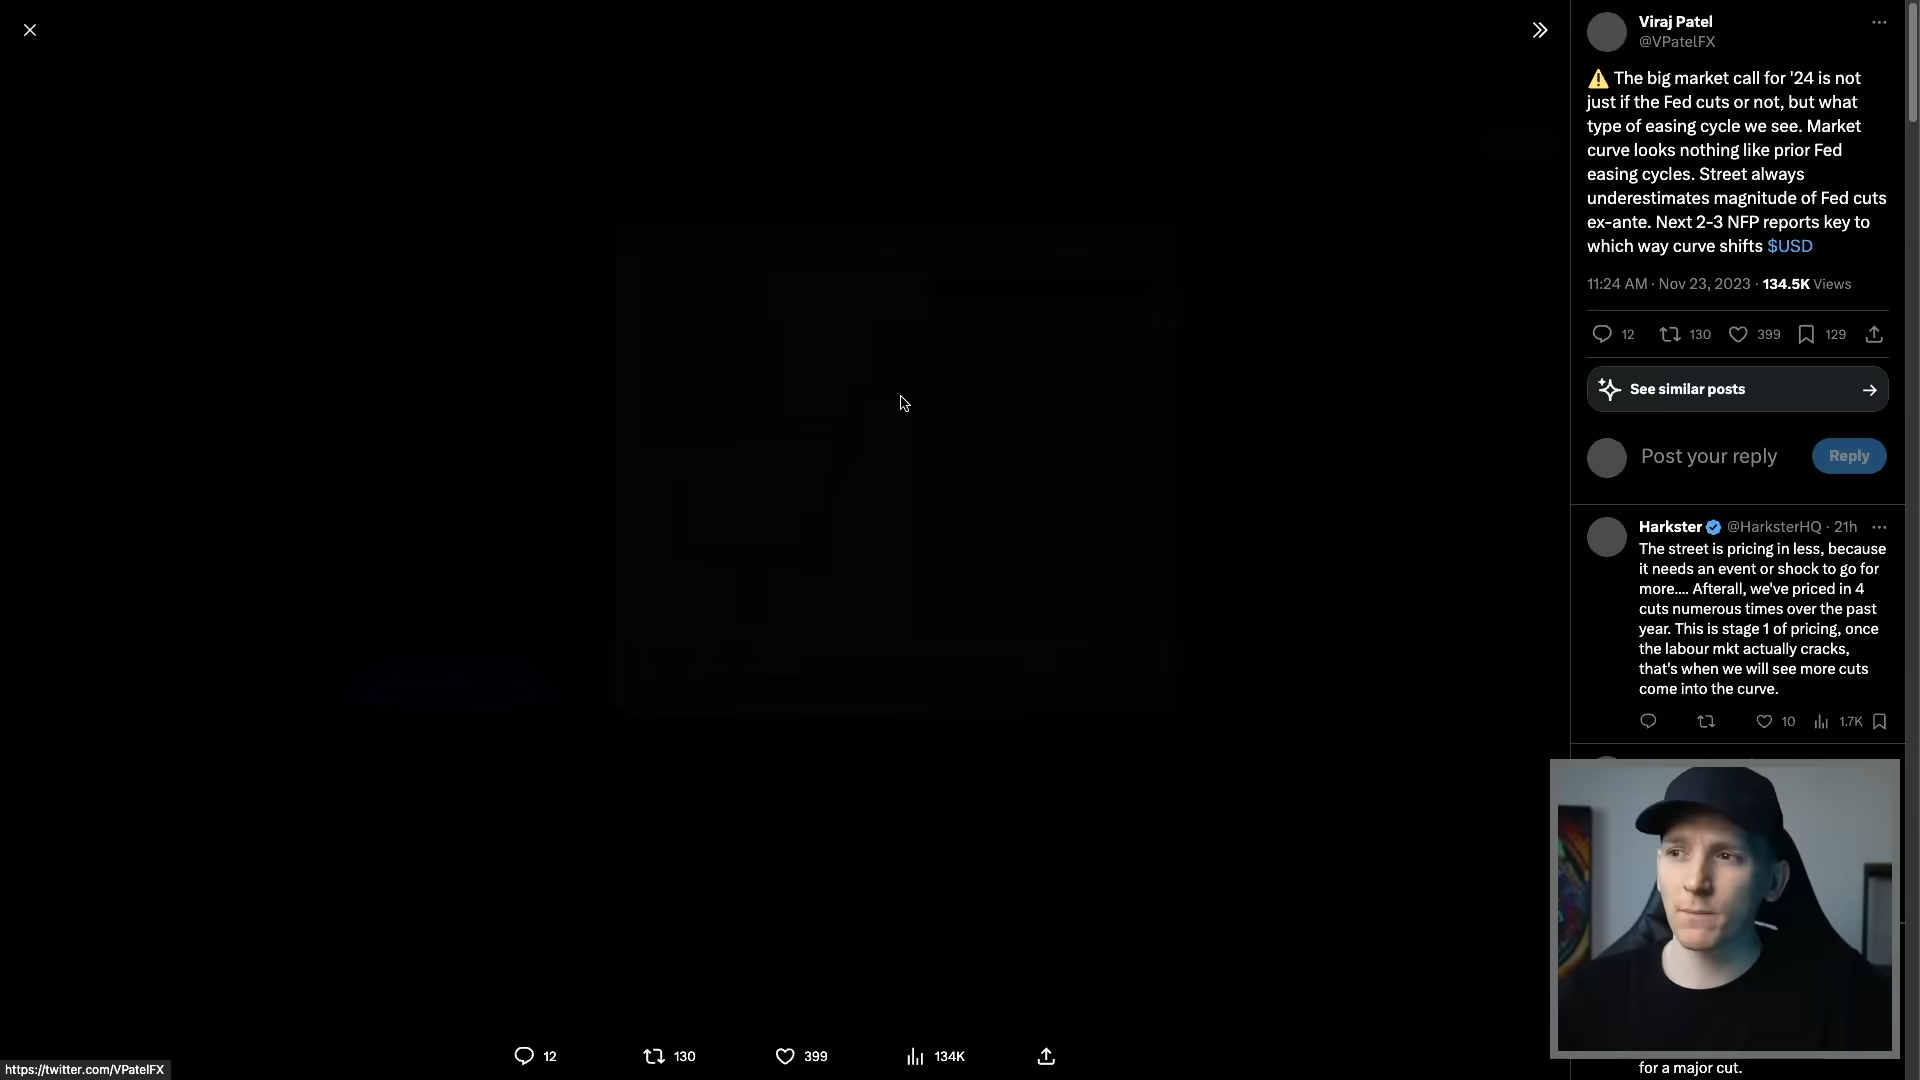 Viraj Patel
@VPatelFX
⚠️ The big market call for '24 is not
just if the Fed cuts or not, but what
type of easing cycle we see. Market
curve looks nothing like prior Fed
easing cycles. Street always
underestimates magnitude of Fed cuts
ex-ante. Next 2-3 NFP reports key to
which way curve shifts $USD
11:24 AM · Nov 23, 2023 · 134.5K Views
12 130 399 129
See similar posts
Post your reply Reply
Harkster @HarksterHQ · 21h
The street is pricing in less, because
it needs an event or shock to go for
more.... Afterall, we've priced in 4
cuts numerous times over the past
year. This is stage 1 of pricing, once
the labour mkt actually cracks,
that's when we will see more cuts
come into the curve.
10 1.7K
for a major cut.
12 130 399 134K
https://twitter.com/VPatelFX